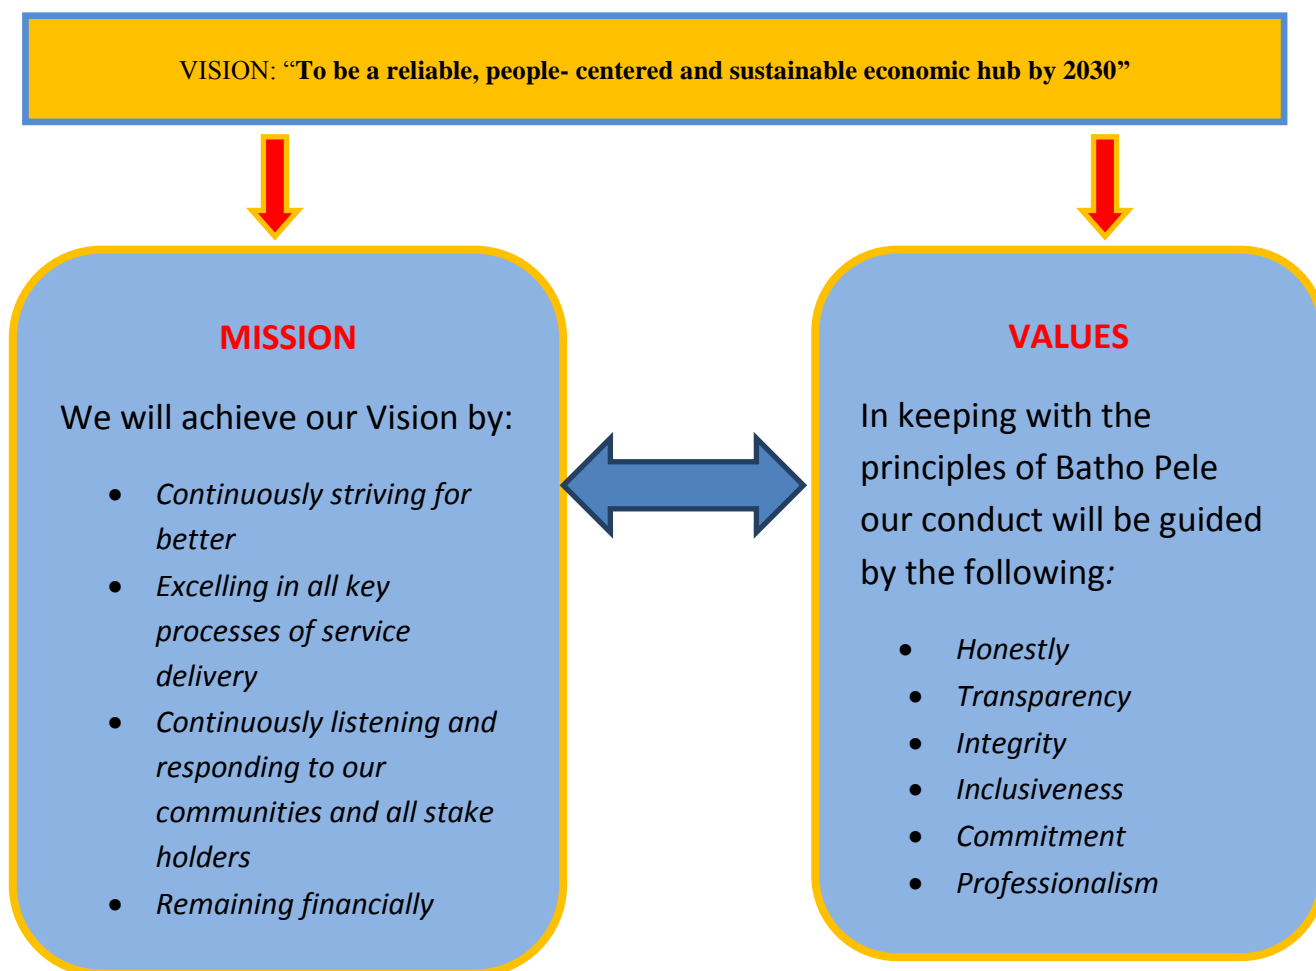 VISION: “To be a reliable, people- centered and sustainable economic hub by 2030”
MISSION
We will achieve our Vision by:
• Continuously striving for
better
• Excelling in all key
processes of service
delivery
• Continuously listening and
responding to our
communities and all stake
holders
• Remaining financially
VALUES
In keeping with the
principles of Batho Pele
our conduct will be guided
by the following:
• Honestly
• Transparency
• Integrity
• Inclusiveness
• Commitment
• Professionalism